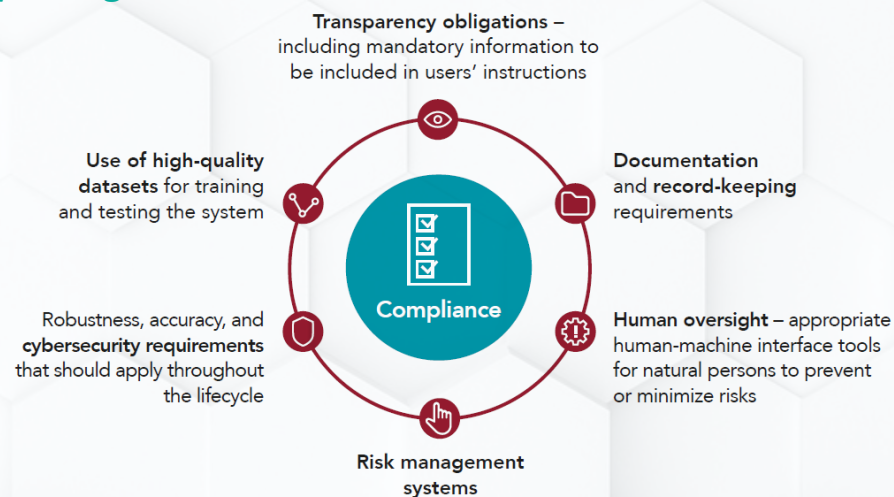 Transparency obligations –
including mandatory information to
be included in users’ instructions
Use of high-quality
datasets for training
and testing the system
Documentation
and record-keeping
requirements
Compliance
Robustness, accuracy, and
cybersecurity requirements
that should apply throughout
the lifecycle
Human oversight – appropriate
human-machine interface tools
for natural persons to prevent
or minimize risks
Risk management
systems